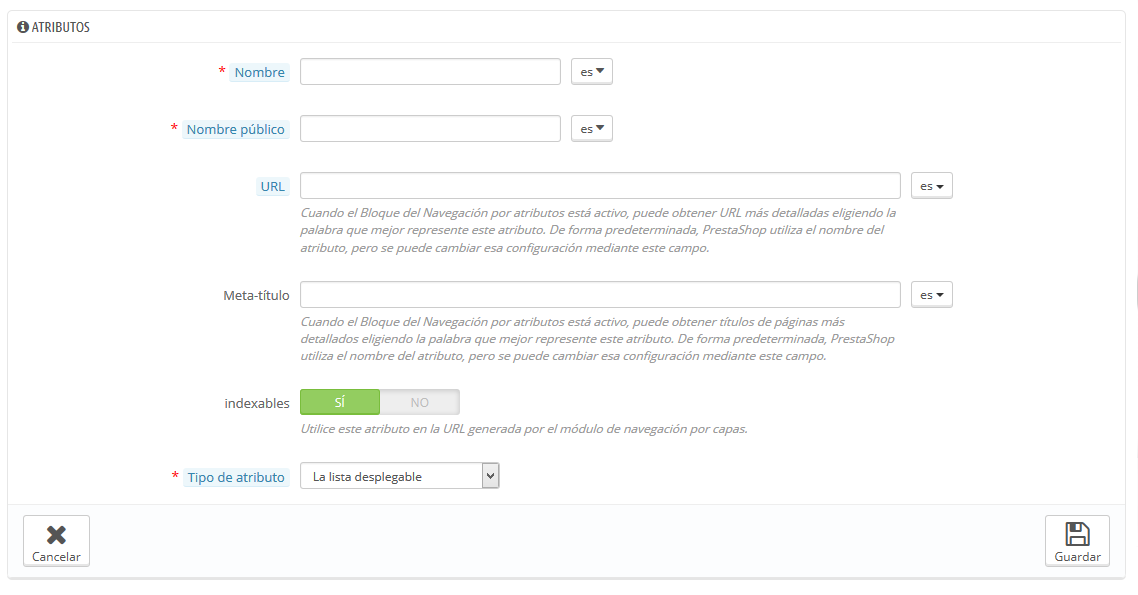 ATRIBUTOS
* Nombre es
* Nombre público es
URL es
Cuando el Bloque del Navegación por atributos está activo, puede obtener URL más detalladas eligiendo la
palabra que mejor represente este atributo. De forma predeterminada, PrestaShop utiliza el nombre del
atributo, pero se puede cambiar esa configuración mediante este campo.
Meta-título es
Cuando el Bloque del Navegación por atributos está activo, puede obtener títulos de páginas más
detallados eligiendo la palabra que mejor represente este atributo. De forma predeterminada, PrestaShop
utiliza el nombre del atributo, pero se puede cambiar esa configuración mediante este campo.
indexables SÍ NO
Utilice este atributo en la URL generada por el módulo de navegación por capas.
* Tipo de atributo La lista desplegable
Cancelar Guardar